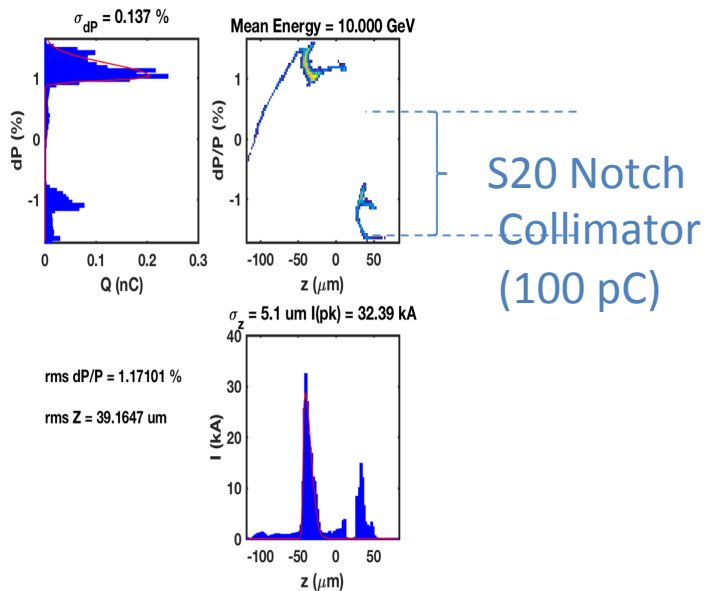 σdP = 0.137 %
dP (%)
1
0
-1
0
0.1
0.2
0.3
Q (nC)
Mean Energy = 10.000 GeV
dP/P (%)
1
0
-1
-100
-50
0
50
z (μm)
S20 Notch
Collimator
(100 pC)
rms dP/P = 1.17101 %
rms Z = 39.1647 um
σz = 5.1 um I(pk) = 32.39 kA
I (kA)
40
30
20
10
0
-100
-50
0
50
z (μm)